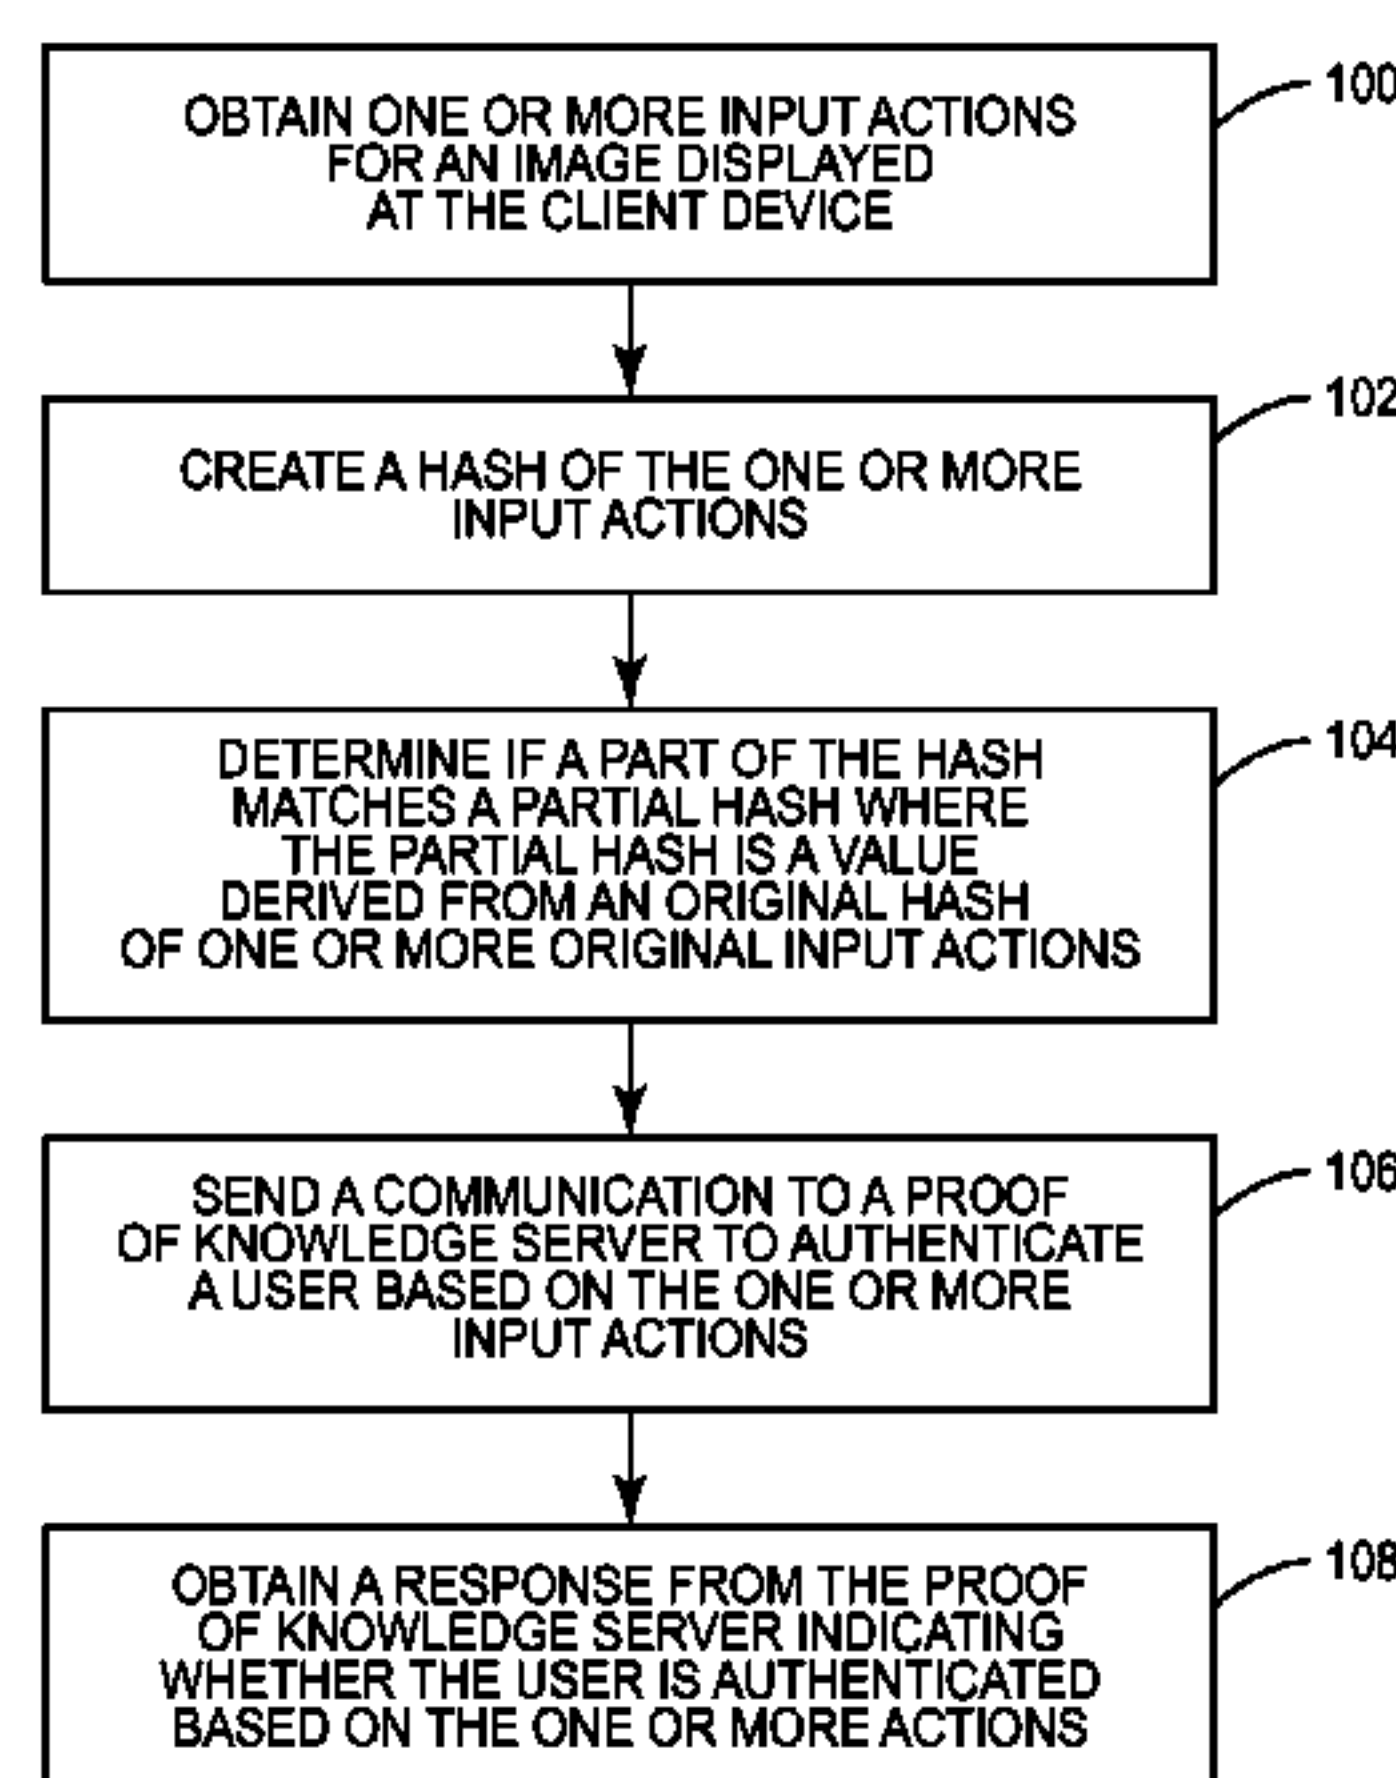 OBTAIN ONE OR MORE INPUT ACTIONS
FOR AN IMAGE DISPLAYED
AT THE CLIENT DEVICE
100
CREATE A HASH OF THE ONE OR MORE
INPUT ACTIONS
102
DETERMINE IF A PART OF THE HASH
MATCHES A PARTIAL HASH WHERE
THE PARTIAL HASH IS A VALUE
DERIVED FROM AN ORIGINAL HASH
OF ONE OR MORE ORIGINAL INPUT ACTIONS
104
SEND A COMMUNICATION TO A PROOF
OF KNOWLEDGE SERVER TO AUTHENTICATE
A USER BASED ON THE ONE OR MORE
INPUT ACTIONS
106
OBTAIN A RESPONSE FROM THE PROOF
OF KNOWLEDGE SERVER INDICATING
WHETHER THE USER IS AUTHENTICATED
BASED ON THE ONE OR MORE ACTIONS
108